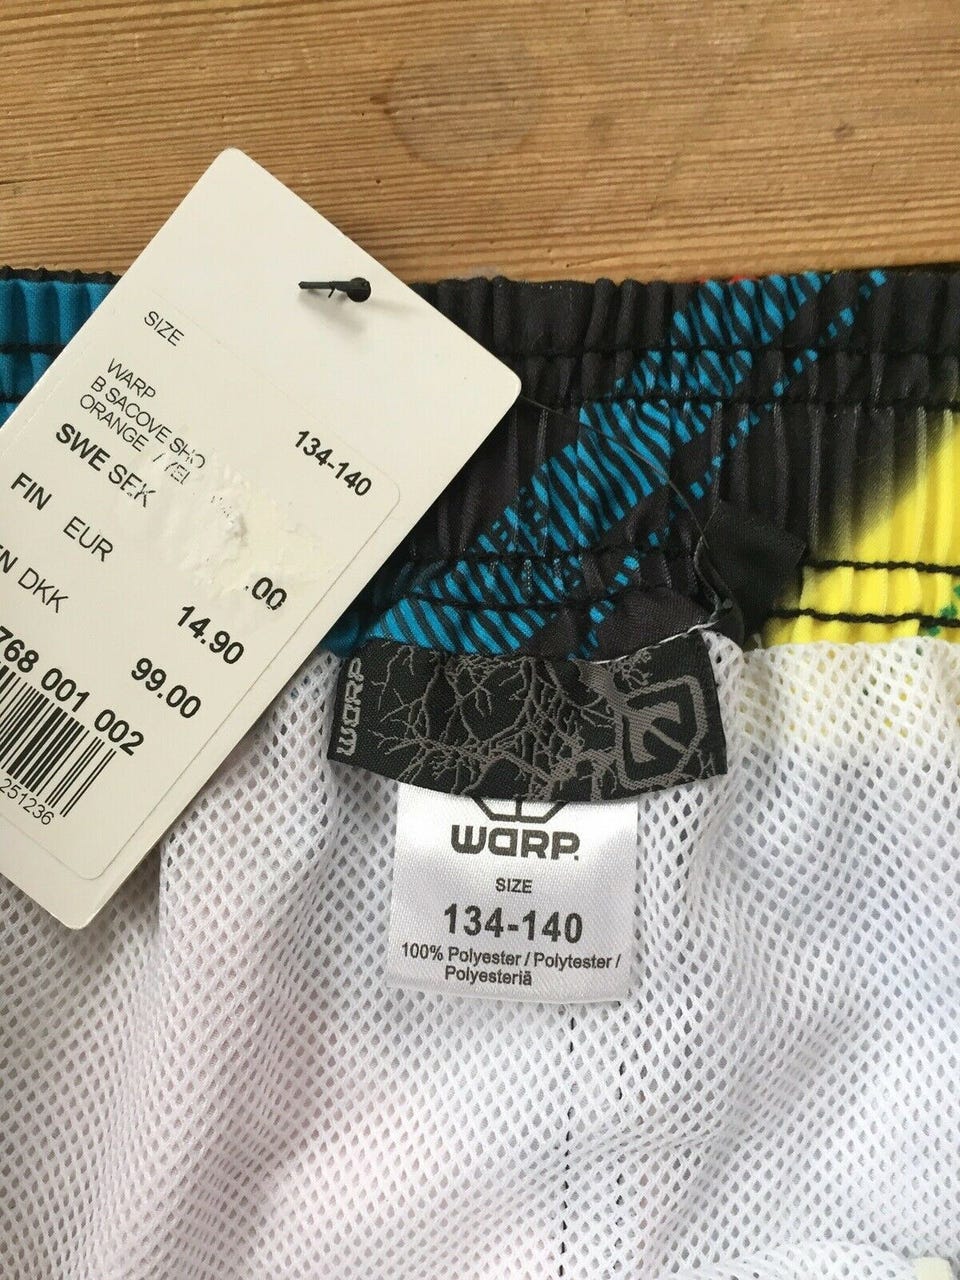 SIZE
134-140
WARP
B SACOVE SHO
ORANGE / YEL
SWE SEK
.00
FIN EUR
14.90
DKK
99.00
768 001 002
251236
WARP
WARP.
SIZE
134-140
100% Polyester / Polytester /
Polyesteriä